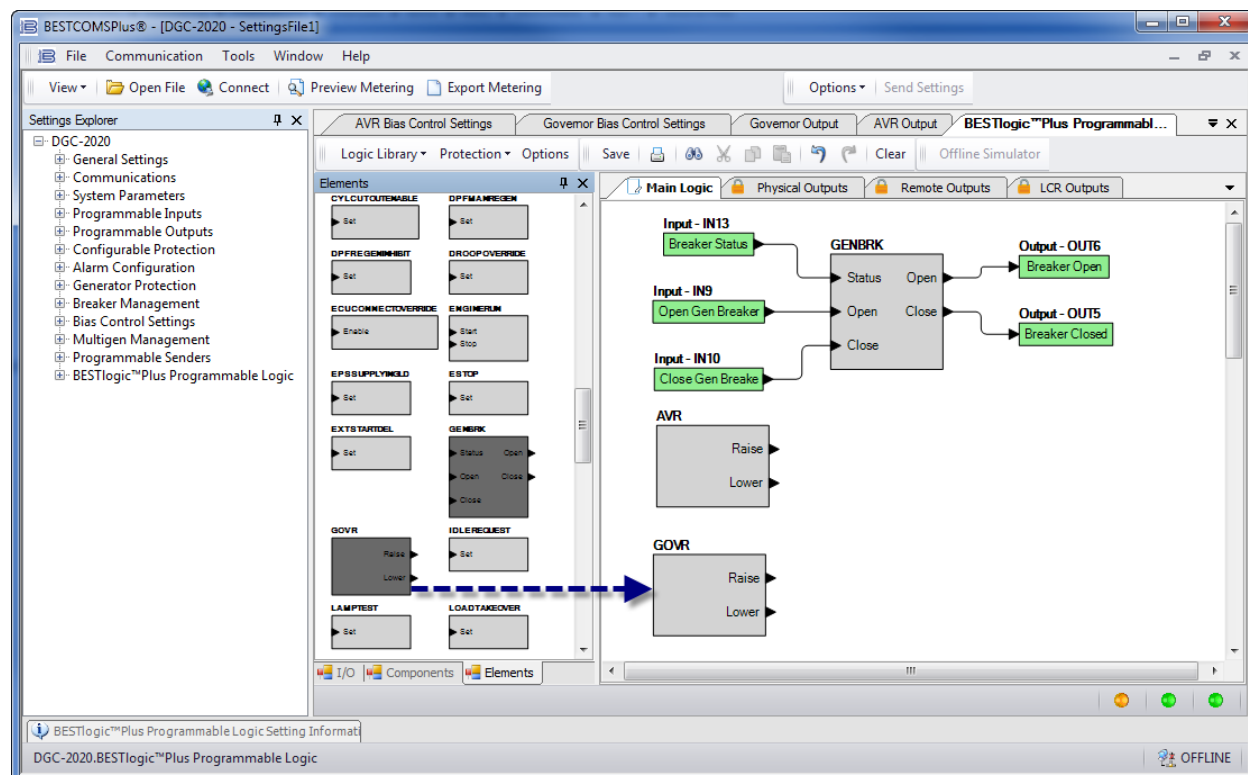 BESTCOMSPlus® - [DGC-2020 - SettingsFile1]
File Communication Tools Window Help
View Open File Connect Preview Metering Export Metering Options Send Settings
Settings Explorer
DGC-2020
General Settings
Communications
System Parameters
Programmable Inputs
Programmable Outputs
Configurable Protection
Alarm Configuration
Generator Protection
Breaker Management
Bias Control Settings
Multigen Management
Programmable Senders
BESTlogic™Plus Programmable Logic
AVR Bias Control Settings Governor Bias Control Settings Governor Output AVR Output BESTlogic™Plus Programmabl...
Logic Library Protection Options Save Clear Offline Simulator
Elements
CYLCUTOUTENABLE DPFMANREGEN
Set Set
DPFREGENINHIBIT DROOPOVERRIDE
Set Set
ECUCONNECTOVERRIDE ENGINERUN
Enable Start
Stop
EPSSUPPLYINGLD ESTOP
Set Set
EXTSTARTDEL GENBRK
Set Status Open
Open Close
Close
GOVR IDLEREQUEST
Raise Set
Lower
LAMPTEST LOADTAKEOVER
Set Set
I/O Components Elements
Main Logic Physical Outputs Remote Outputs LCR Outputs
Input - IN13
Breaker Status
Input - IN9
Open Gen Breaker
Input - IN10
Close Gen Breake
GENBRK
Status Open
Open Close
Close
Output - OUT6
Breaker Open
Output - OUT5
Breaker Closed
AVR
Raise
Lower
GOVR
Raise
Lower
BESTlogic™Plus Programmable Logic Setting Informati
DGC-2020.BESTlogic™Plus Programmable Logic OFFLINE